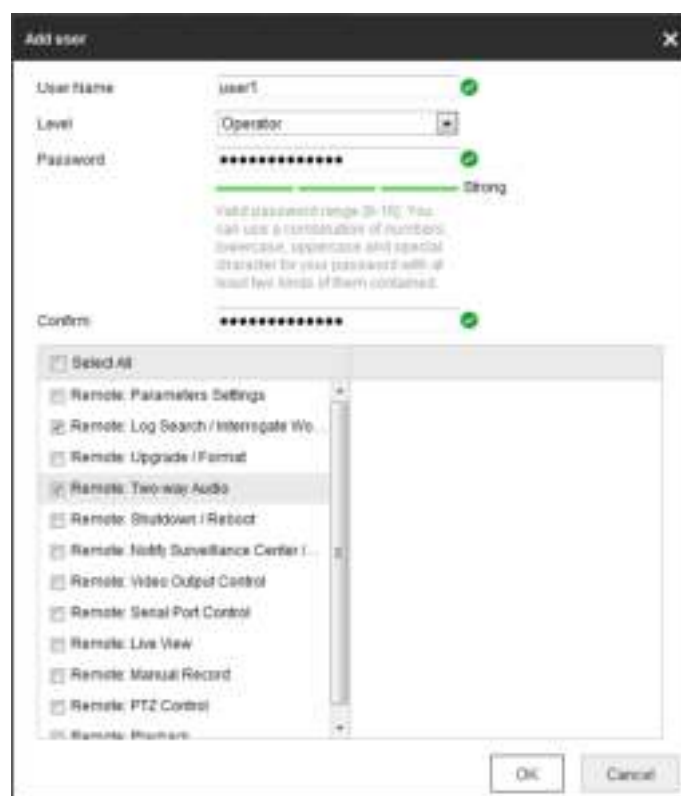 Add user
User Name user1
Level Operator
Password •••••••••••••
Strong
Valid password range [8-16]. You
can use a combination of numbers,
lowercase, uppercase and special
character for your password with at
least two kinds of them contained.
Confirm •••••••••••••
Select All
Remote: Parameters Settings
Remote: Log Search / Interrogate Wo...
Remote: Upgrade / Format
Remote: Two-way Audio
Remote: Shutdown / Reboot
Remote: Notify Surveillance Center / ...
Remote: Video Output Control
Remote: Serial Port Control
Remote: Live View
Remote: Manual Record
Remote: PTZ Control
Remote: Playback
OK Cancel